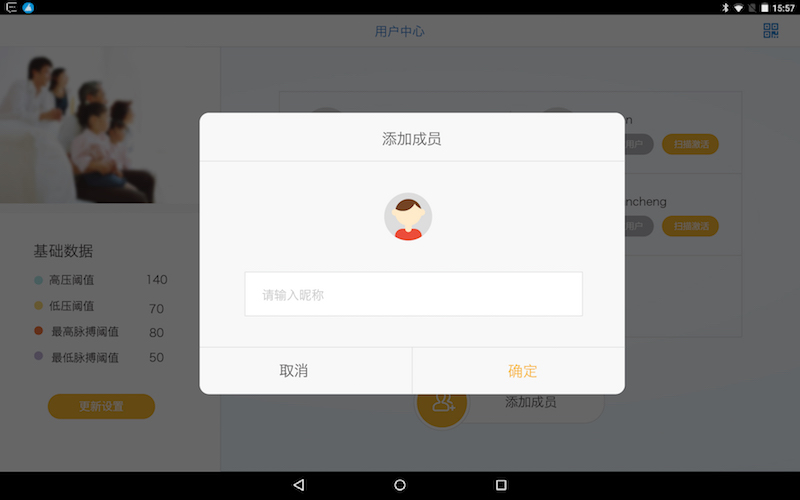 15:57
用户中心
添加成员
请输入昵称
取消
确定
基础数据
高压阈值 140
低压阈值 70
最高脉搏阈值 80
最低脉搏阈值 50
更新设置
用户
扫描激活
ncheng
用户
扫描激活
添加成员